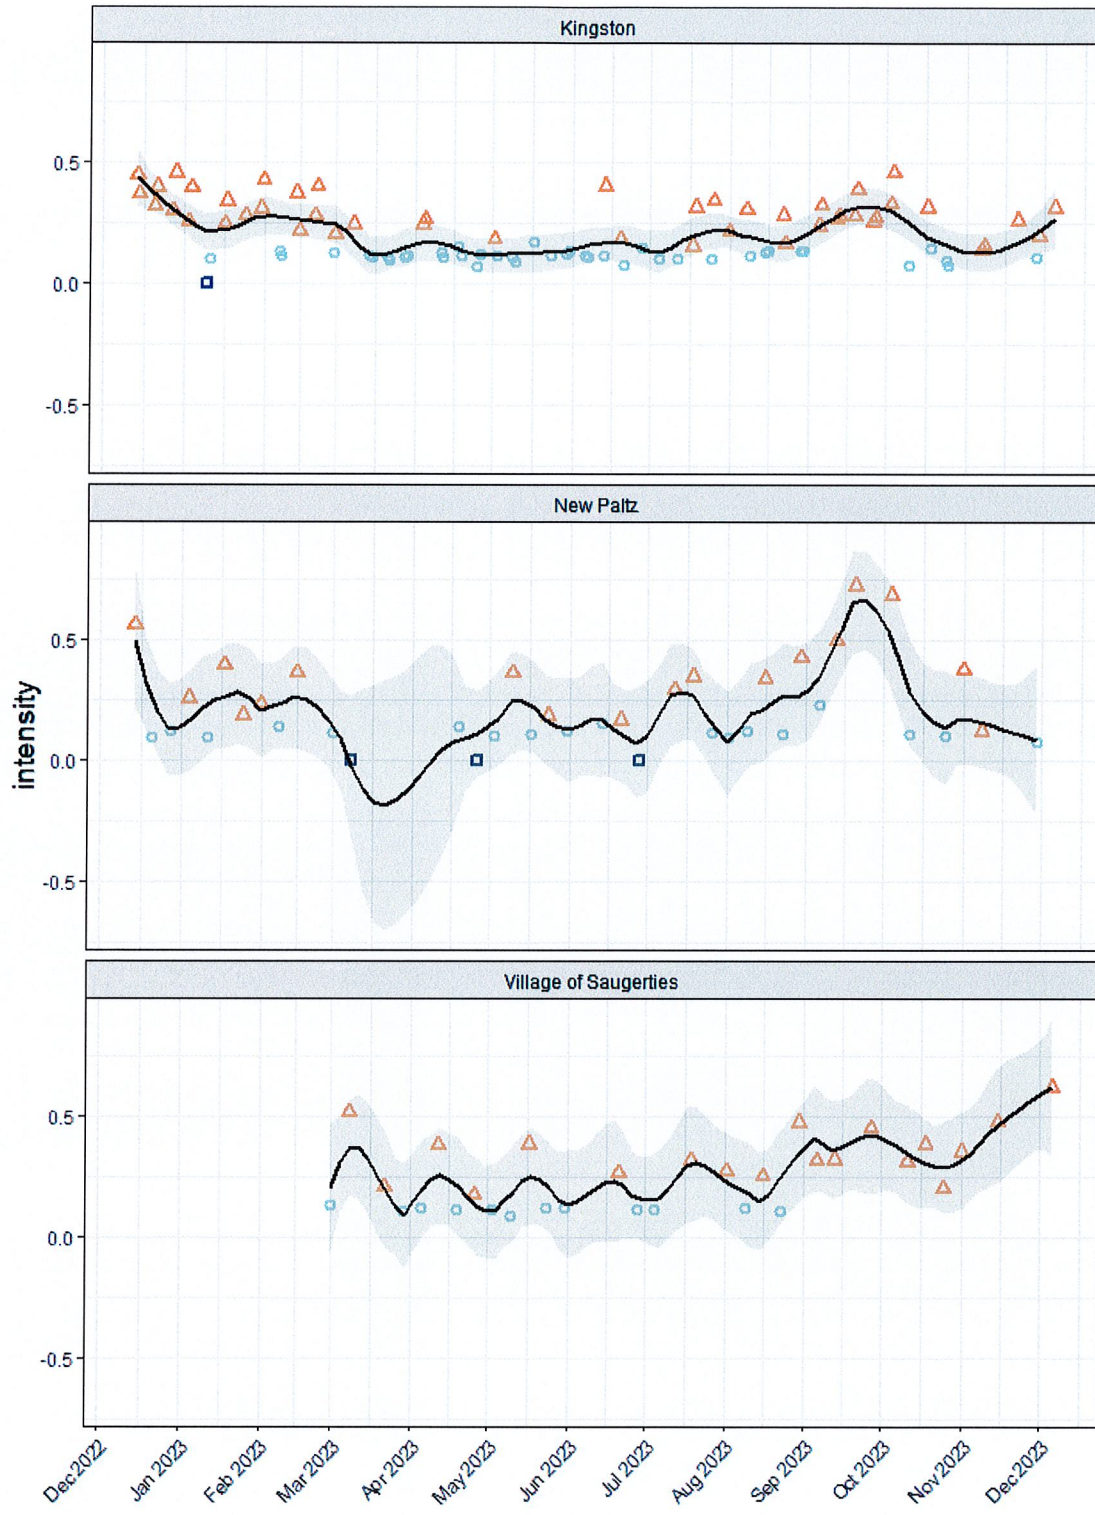 Kingston
0.5
0.0
-0.5
New Paltz
0.5
0.0
-0.5
intensity
Village of Saugerties
0.5
0.0
-0.5
Dec 2022
Jan 2023
Feb 2023
Mar 2023
Apr 2023
May 2023
Jun 2023
Jul 2023
Aug 2023
Sep 2023
Oct 2023
Nov 2023
Dec 2023